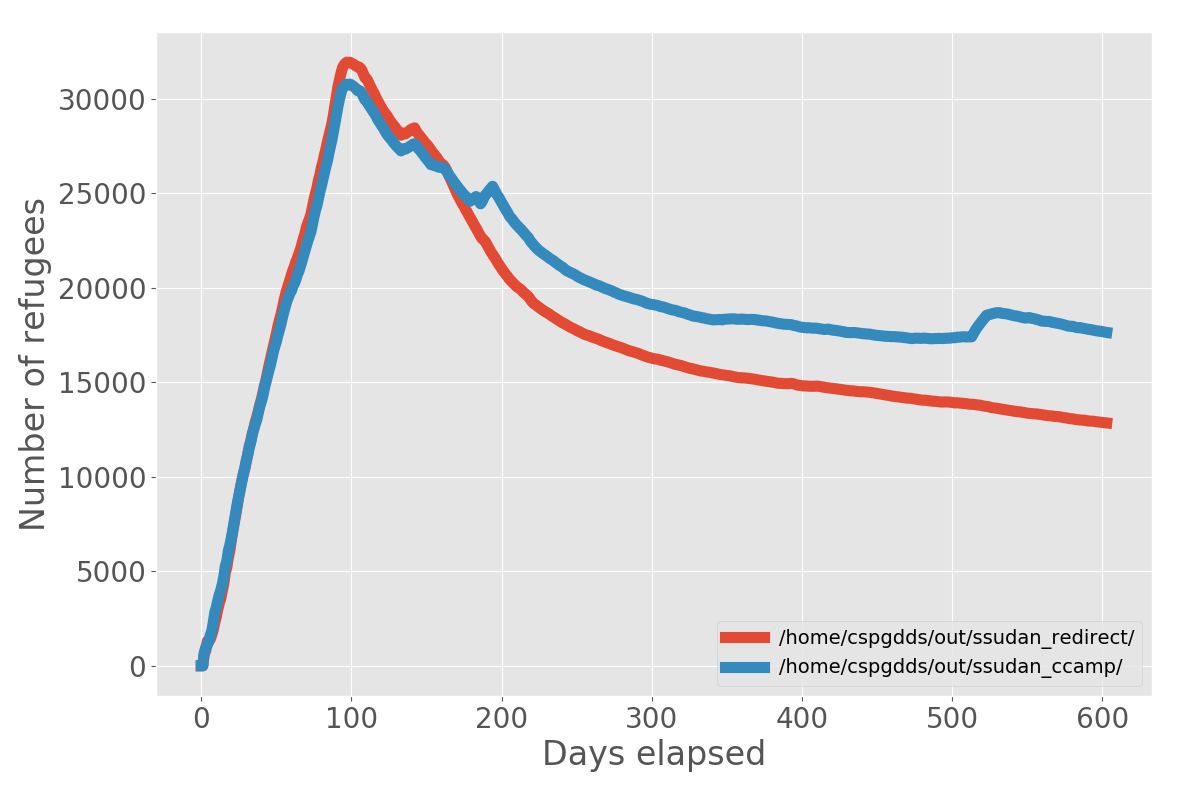 30000
25000
20000
15000
10000
5000
0
Number of refugees
/home/cspgdds/out/ssudan_redirect/
/home/cspgdds/out/ssudan_ccamp/
0 100 200 300 400 500 600
Days elapsed